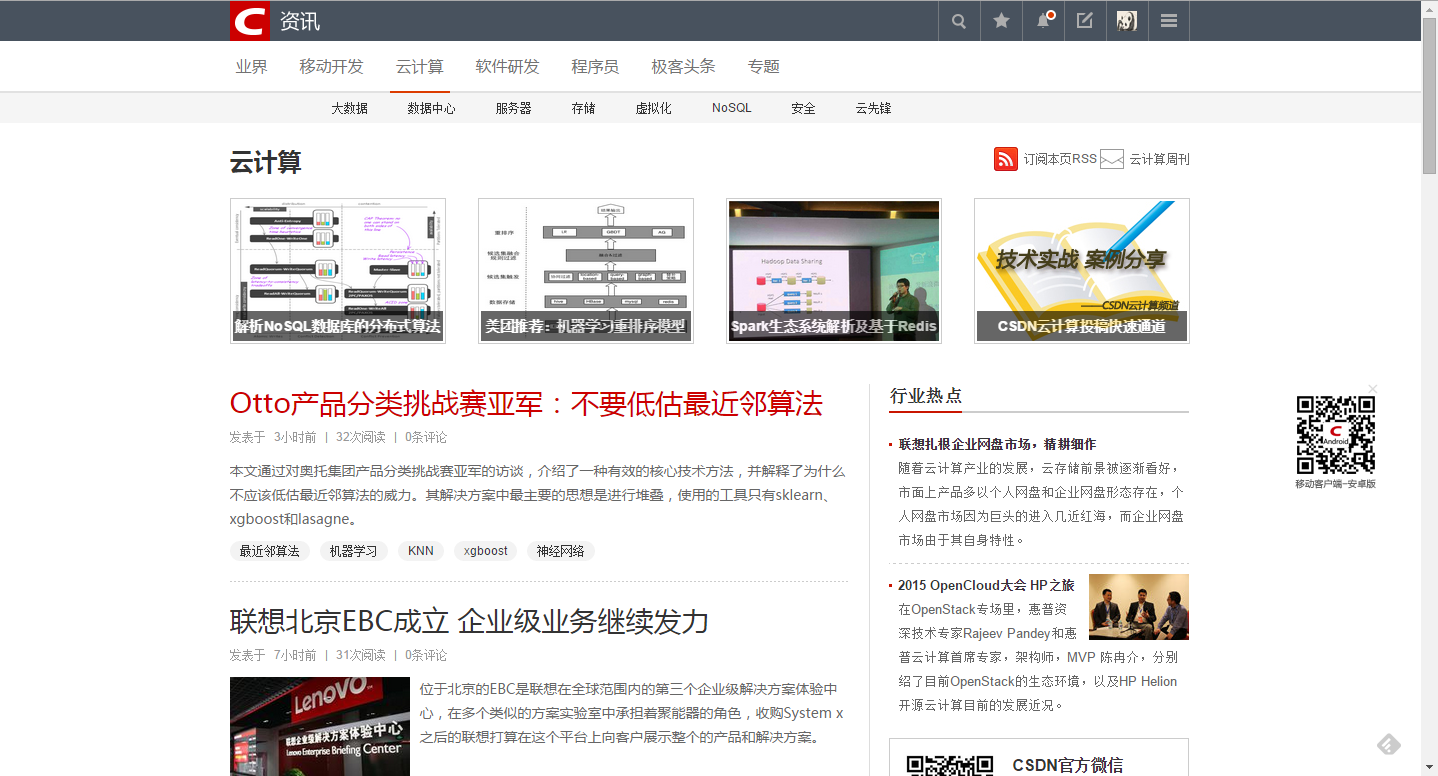 资讯
业界 移动开发 云计算 软件研发 程序员 极客头条 专题
大数据 数据中心 服务器 存储 虚拟化 NoSQL 安全 云先锋
云计算
订阅本页RSS 云计算周刊
解析NoSQL数据库的分布式算法
重排序
候选集触发
数据存储
美团推荐：机器学习重排序模型
Hadoop Data Sharing
Spark生态系统解析及基于Redis
技术实战 案例分享
——CSDN云计算频道
CSDN云计算投稿快速通道
Otto产品分类挑战赛亚军：不要低估最近邻算法
发表于 3小时前 | 32次阅读 | 0条评论
本文通过对奥托集团产品分类挑战赛亚军的访谈，介绍了一种有效的核心技术方法，并解释了为什么
不应该低估最近邻算法的威力。其解决方案中最主要的思想是进行堆叠，使用的工具只有sklearn、
xgboost和lasagne。
最近邻算法 机器学习 KNN xgboost 神经网络
联想北京EBC成立 企业级业务继续发力
发表于 7小时前 | 31次阅读 | 0条评论
lenovo
联想企业级解决方案体验中心
Lenovo Enterprise Briefing Center
位于北京的EBC是联想在全球范围内的第三个企业级解决方案体验中
心，在多个类似的方案实验室中承担着聚能器的角色，收购System x
之后的联想打算在这个平台上向客户展示整个的产品和解决方案。
行业热点
联想扎根企业网盘市场，精耕细作
随着云计算产业的发展，云存储前景被逐渐看好，
市面上产品多以个人网盘和企业网盘形态存在，个
人网盘市场因为巨头的进入几近红海，而企业网盘
市场由于其自身特性。
2015 OpenCloud大会 HP之旅
在OpenStack专场里，惠普资
深技术专家Rajeev Pandey和惠
普云计算首席专家，架构师，MVP 陈冉介，分别
绍了目前OpenStack的生态环境，以及HP Helion
开源云计算目前的发展近况。
CSDN官方微信
Android
移动客户端-安卓版